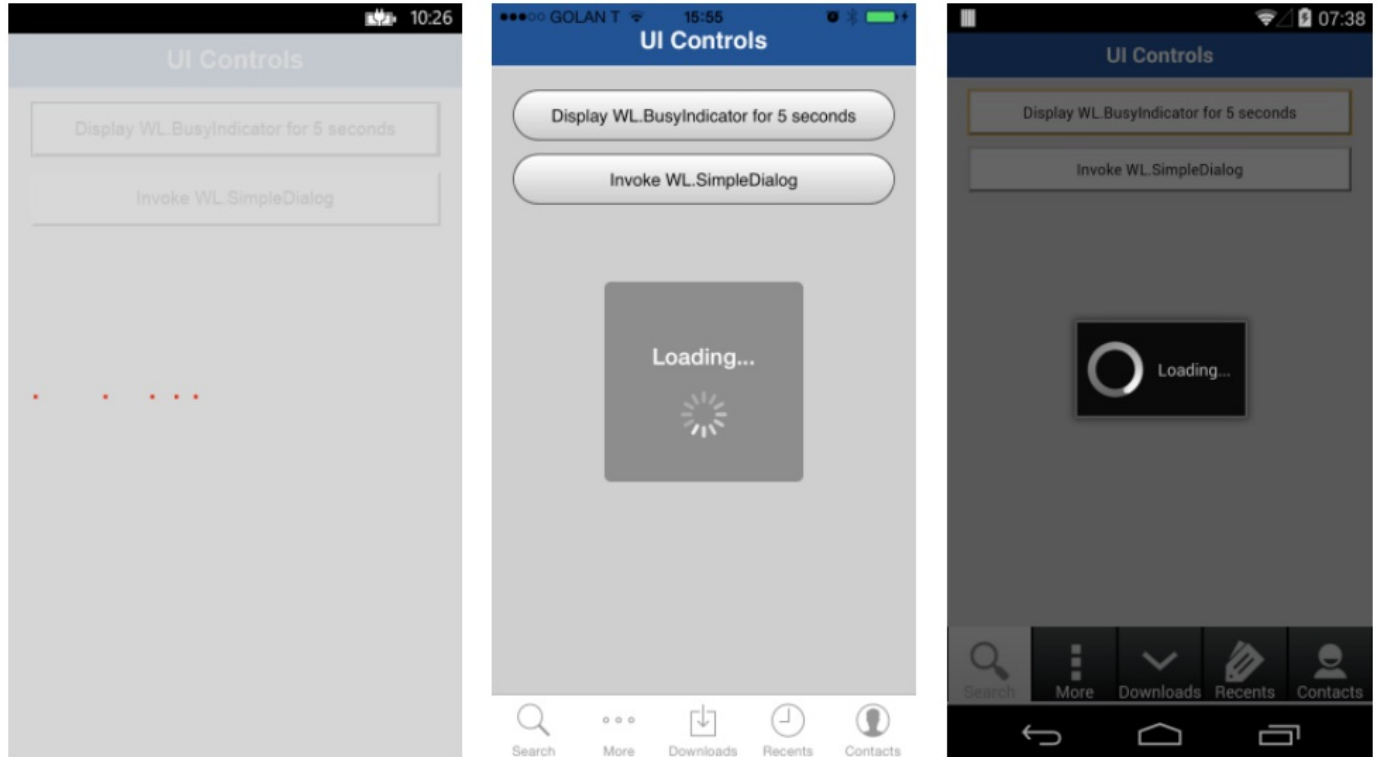 10:26
UI Controls
Display WL.BusyIndicator for 5 seconds
Invoke WL.SimpleDialog
GOLAN T 15:55
UI Controls
Display WL.BusyIndicator for 5 seconds
Invoke WL.SimpleDialog
Loading...
Search More Downloads Recents Contacts
07:38
UI Controls
Display WL.BusyIndicator for 5 seconds
Invoke WL.SimpleDialog
Loading...
Search More Downloads Recents Contacts